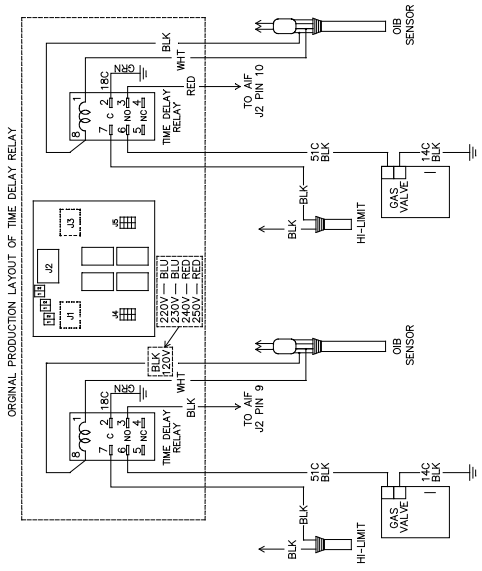 ORGINAL PRODUCTION LAYOUT OF TIME DELAY RELAY
BLK
WHT
OIB
SENSOR
18C
GRN
RED
TO AIF
J2 PIN 10
8
1
7
2
C
6
3
NO
5
4
NC
TIME DELAY
RELAY
51C
BLK
14C
BLK
GAS
VALVE
BLK
HI-LIMIT
BLK
J1
J2
J3
J4
J5
220V — BLU
230V — BLU
240V — RED
250V — RED
BLK
120V
WHT
OIB
SENSOR
18C
GRN
BLK
TO AIF
J2 PIN 9
8
1
7
2
C
6
3
NO
5
4
NC
TIME DELAY
RELAY
51C
BLK
14C
BLK
GAS
VALVE
BLK
HI-LIMIT
BLK